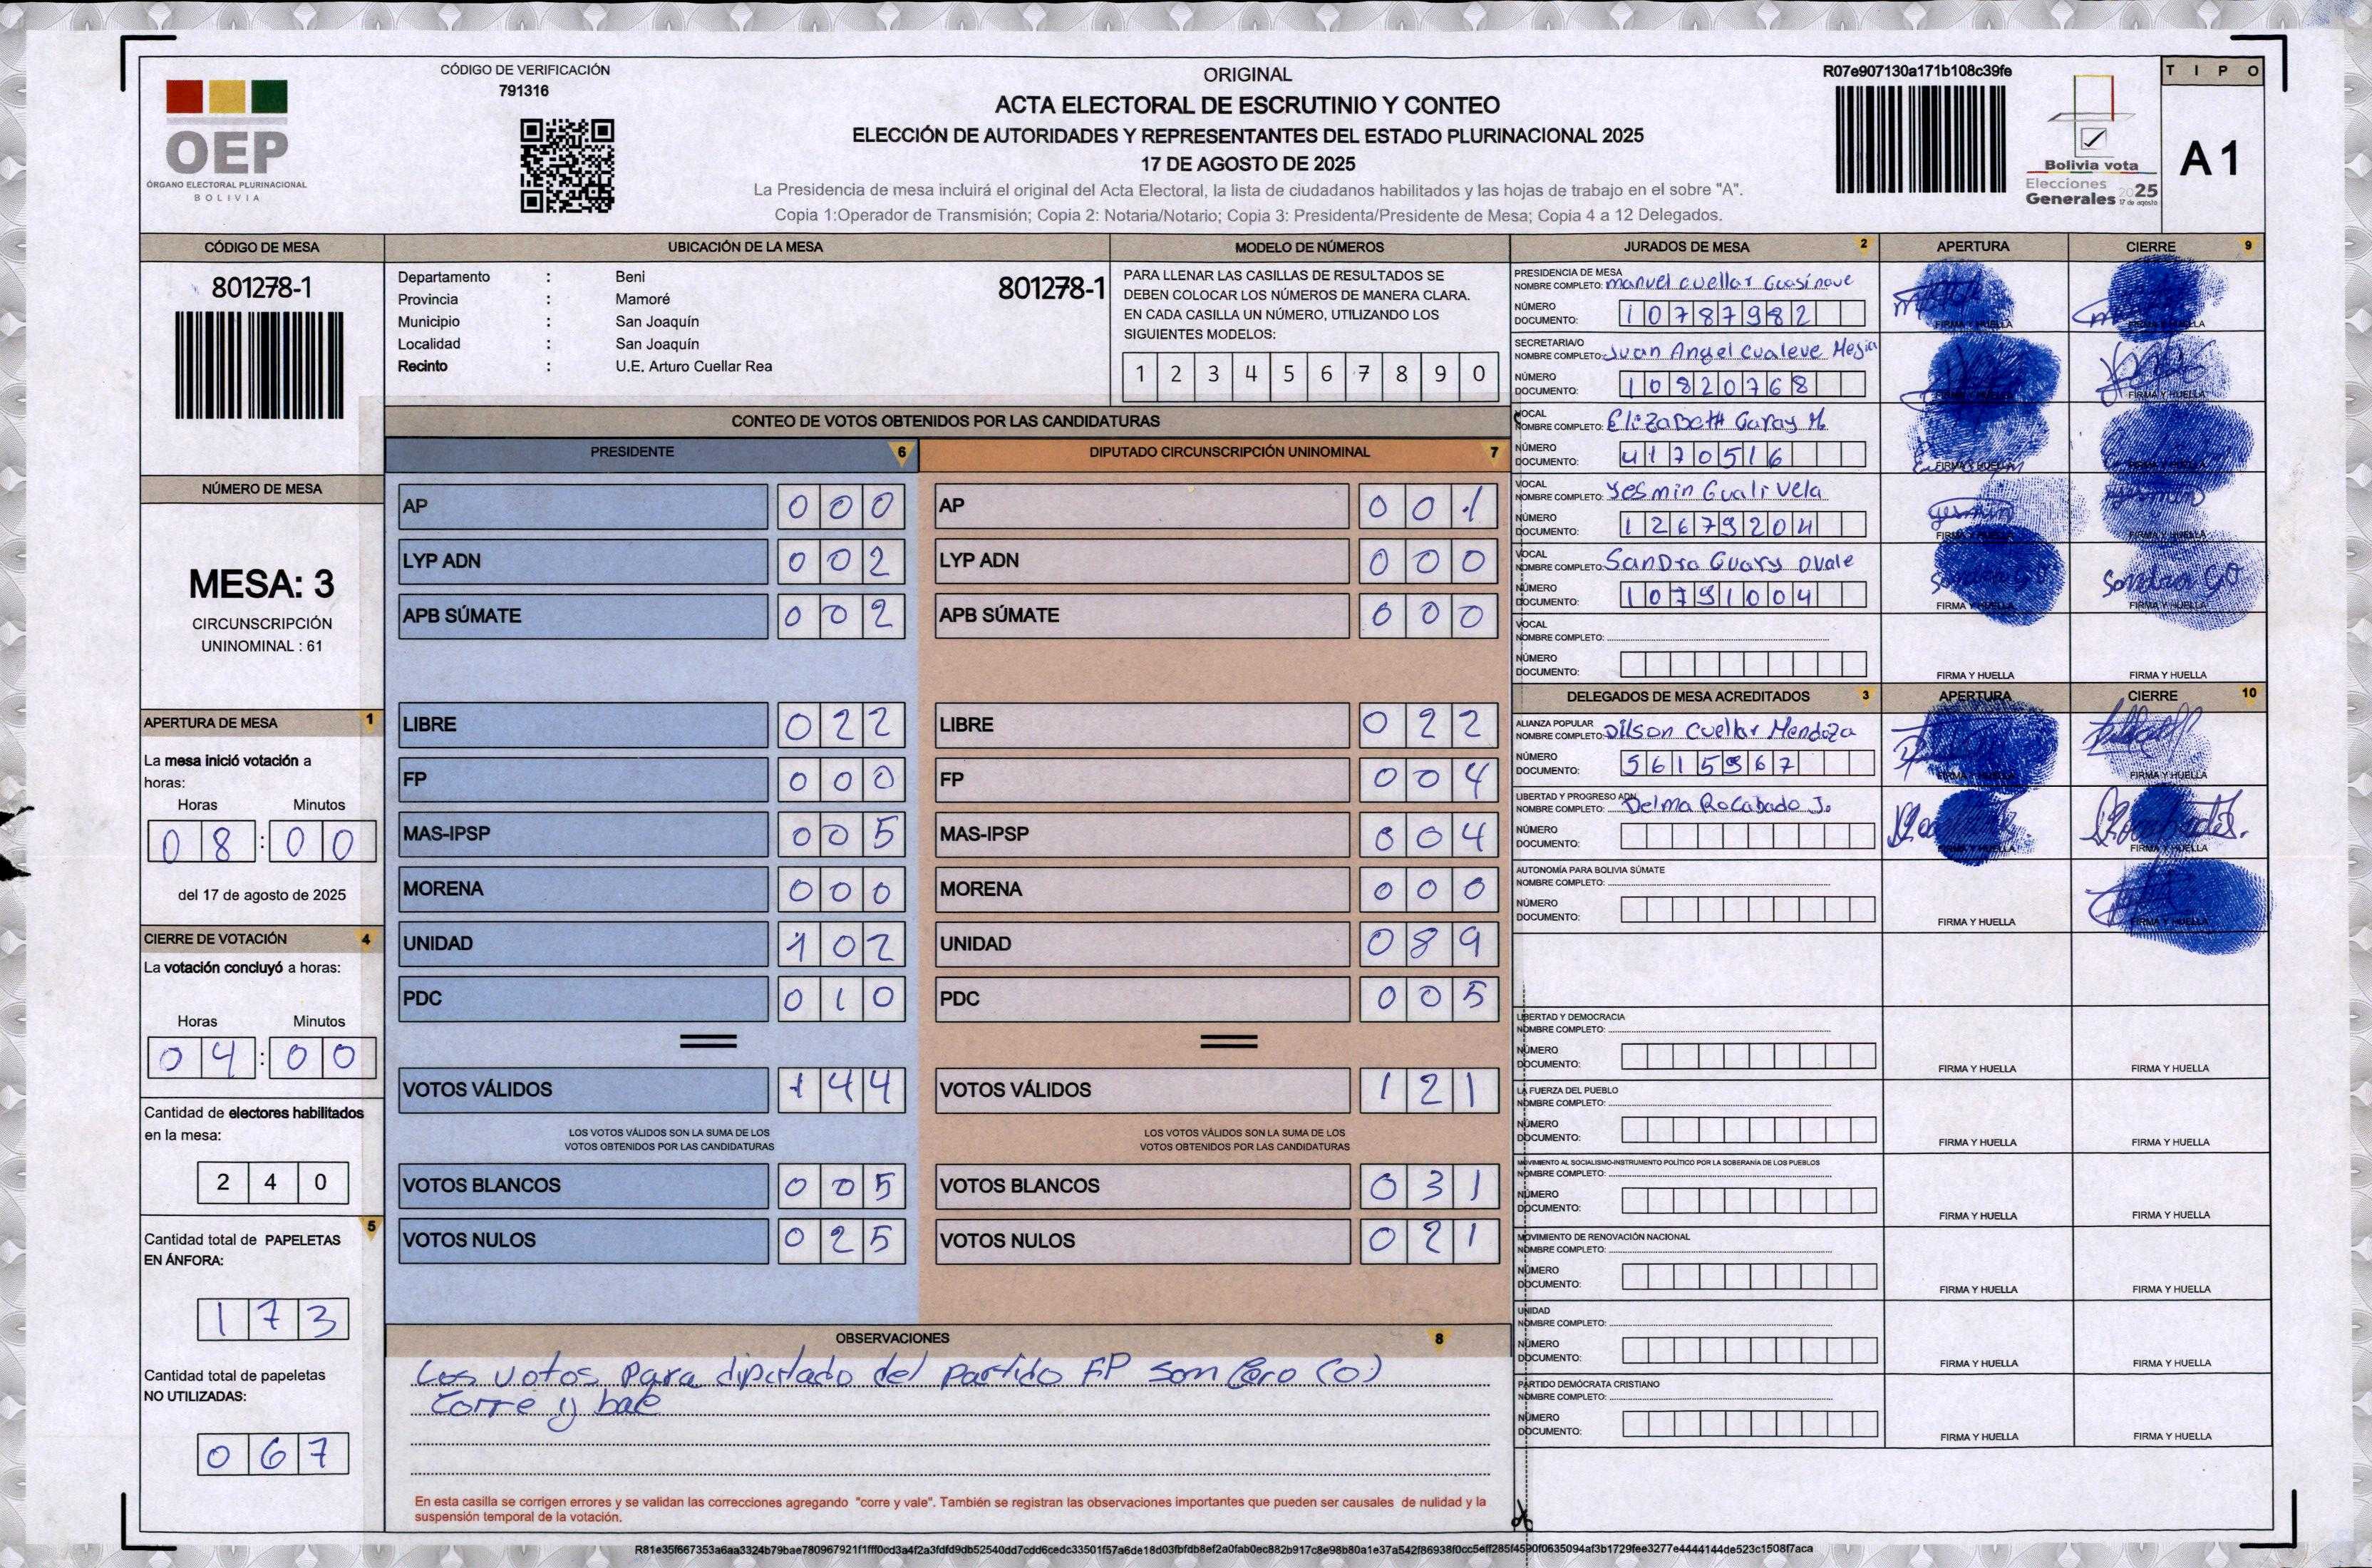 CÓDIGO DE VERIFICACIÓN
791316
OEP
ÓRGANO ELECTORAL PLURINACIONAL
BOLIVIA
ORIGINAL
ACTA ELECTORAL DE ESCRUTINIO Y CONTEO
ELECCIÓN DE AUTORIDADES Y REPRESENTANTES DEL ESTADO PLURINACIONAL 2025
17 DE AGOSTO DE 2025
La Presidencia de mesa incluirá el original del Acta Electoral, la lista de ciudadanos habilitados y las hojas de trabajo en el sobre "A".
Copia 1:Operador de Transmisión; Copia 2: Notaria/Notario; Copia 3: Presidenta/Presidente de Mesa; Copia 4 a 12 Delegados.
R07e907130a171b108c39fe
Bolivia vota
Elecciones
Generales 2025
17 de agosto
TIPO
A1
CÓDIGO DE MESA
801278-1
NÚMERO DE MESA
MESA: 3
CIRCUNSCRIPCIÓN
UNINOMINAL : 61
APERTURA DE MESA 1
La mesa inició votación a
horas:
Horas Minutos
08:00
del 17 de agosto de 2025
CIERRE DE VOTACIÓN 4
La votación concluyó a horas:
Horas Minutos
04:00
Cantidad de electores habilitados
en la mesa:
240
5
Cantidad total de PAPELETAS
EN ÁNFORA:
173
Cantidad total de papeletas
NO UTILIZADAS:
067
UBICACIÓN DE LA MESA
Departamento : Beni 801278-1
Provincia : Mamoré
Municipio : San Joaquín
Localidad : San Joaquín
Recinto : U.E. Arturo Cuellar Rea
MODELO DE NÚMEROS
PARA LLENAR LAS CASILLAS DE RESULTADOS SE
DEBEN COLOCAR LOS NÚMEROS DE MANERA CLARA.
EN CADA CASILLA UN NÚMERO, UTILIZANDO LOS
SIGUIENTES MODELOS:
1 2 3 4 5 6 7 8 9 0
CONTEO DE VOTOS OBTENIDOS POR LAS CANDIDATURAS
PRESIDENTE 6
AP 000
LYP ADN 002
APB SÚMATE 002
LIBRE 022
FP 000
MAS-IPSP 005
MORENA 000
UNIDAD 102
PDC 010
VOTOS VÁLIDOS 144
LOS VOTOS VÁLIDOS SON LA SUMA DE LOS
VOTOS OBTENIDOS POR LAS CANDIDATURAS
VOTOS BLANCOS 005
VOTOS NULOS 025
DIPUTADO CIRCUNSCRIPCIÓN UNINOMINAL 7
AP 001
LYP ADN 000
APB SÚMATE 000
LIBRE 022
FP 004
MAS-IPSP 004
MORENA 000
UNIDAD 089
PDC 005
VOTOS VÁLIDOS 121
LOS VOTOS VÁLIDOS SON LA SUMA DE LOS
VOTOS OBTENIDOS POR LAS CANDIDATURAS
VOTOS BLANCOS 031
VOTOS NULOS 021
OBSERVACIONES 8
Los votos para diputado del Partido FP son Cero (0)
Corre y bale
En esta casilla se corrigen errores y se validan las correcciones agregando "corre y vale". También se registran las observaciones importantes que pueden ser causales de nulidad y la
suspensión temporal de la votación.
JURADOS DE MESA 2 APERTURA CIERRE 9
PRESIDENCIA DE MESA
NOMBRE COMPLETO: Manuel Cuellar Guasinave
NÚMERO
DOCUMENTO: 10787982
FIRMA Y HUELLA FIRMA Y HUELLA
SECRETARIA/O
NOMBRE COMPLETO: Juan Angel Cualeve Mejia
NÚMERO
DOCUMENTO: 10820768
FIRMA Y HUELLA FIRMA Y HUELLA
VOCAL
NOMBRE COMPLETO: Elizabeth Garay M.
NÚMERO
DOCUMENTO: 4170516
FIRMA Y HUELLA FIRMA Y HUELLA
VOCAL
NOMBRE COMPLETO: Yesmin Guali Vela
NÚMERO
DOCUMENTO: 12679204
Yesmin
FIRMA Y HUELLA FIRMA Y HUELLA
VOCAL
NOMBRE COMPLETO: Sandra Guary Ovale
NÚMERO
DOCUMENTO: 10791004
Sandra GO
FIRMA Y HUELLA FIRMA Y HUELLA
VOCAL
NOMBRE COMPLETO:
NÚMERO
DOCUMENTO:
FIRMA Y HUELLA FIRMA Y HUELLA
DELEGADOS DE MESA ACREDITADOS 3 APERTURA CIERRE 10
ALIANZA POPULAR
NOMBRE COMPLETO: Dilson Cuellar Mendoza
NÚMERO
DOCUMENTO: 5615967
FIRMA Y HUELLA FIRMA Y HUELLA
LIBERTAD Y PROGRESO ADN
NOMBRE COMPLETO: Delma Rocabado J.
NÚMERO
DOCUMENTO:
FIRMA Y HUELLA FIRMA Y HUELLA
AUTONOMÍA PARA BOLIVIA SÚMATE
NOMBRE COMPLETO:
NÚMERO
DOCUMENTO:
FIRMA Y HUELLA FIRMA Y HUELLA
LIBERTAD Y DEMOCRACIA
NOMBRE COMPLETO:
NÚMERO
DOCUMENTO:
FIRMA Y HUELLA FIRMA Y HUELLA
LA FUERZA DEL PUEBLO
NOMBRE COMPLETO:
NÚMERO
DOCUMENTO:
FIRMA Y HUELLA FIRMA Y HUELLA
MOVIMIENTO AL SOCIALISMO-INSTRUMENTO POLÍTICO POR LA SOBERANÍA DE LOS PUEBLOS
NOMBRE COMPLETO:
NÚMERO
DOCUMENTO:
FIRMA Y HUELLA FIRMA Y HUELLA
MOVIMIENTO DE RENOVACIÓN NACIONAL
NOMBRE COMPLETO:
NÚMERO
DOCUMENTO:
FIRMA Y HUELLA FIRMA Y HUELLA
UNIDAD
NOMBRE COMPLETO:
NÚMERO
DOCUMENTO:
FIRMA Y HUELLA FIRMA Y HUELLA
PARTIDO DEMÓCRATA CRISTIANO
NOMBRE COMPLETO:
NÚMERO
DOCUMENTO:
FIRMA Y HUELLA FIRMA Y HUELLA